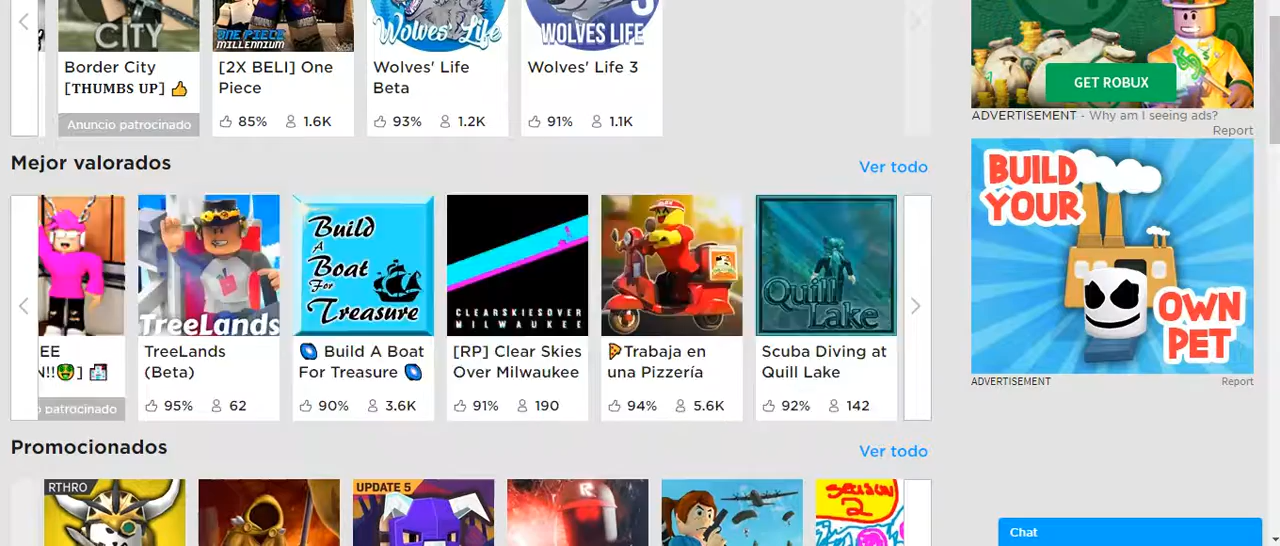 CITY
ONE PIECE
MILLENNIUM
Wolves' Life
3
WOLVES LIFE
Border City
[THUMBS UP] 👍
[2X BELI] One
Piece
Wolves' Life
Beta
Wolves' Life 3
Anuncio patrocinado
85% 1.6K
93% 1.2K
91% 1.1K
GET ROBUX
ADVERTISEMENT - Why am I seeing ads?
Report
Mejor valorados
Ver todo
TreeLands
Build
A
Boat
For
Treasure
CLEARSKIESOVER
MILWAUKEE
Quill
Lake
EE
N!!🤑] 🏥
o patrocinado
TreeLands
(Beta)
95% 62
🌌 Build A Boat
For Treasure 🌌
90% 3.6K
[RP] Clear Skies
Over Milwaukee
91% 190
🍕Trabaja en
una Pizzería
94% 5.6K
Scuba Diving at
Quill Lake
92% 142
BUILD
YOUR
OWN
PET
ADVERTISEMENT
Report
Promocionados
Ver todo
RTHRO
UPDATE 5
SEASON
2
Chat